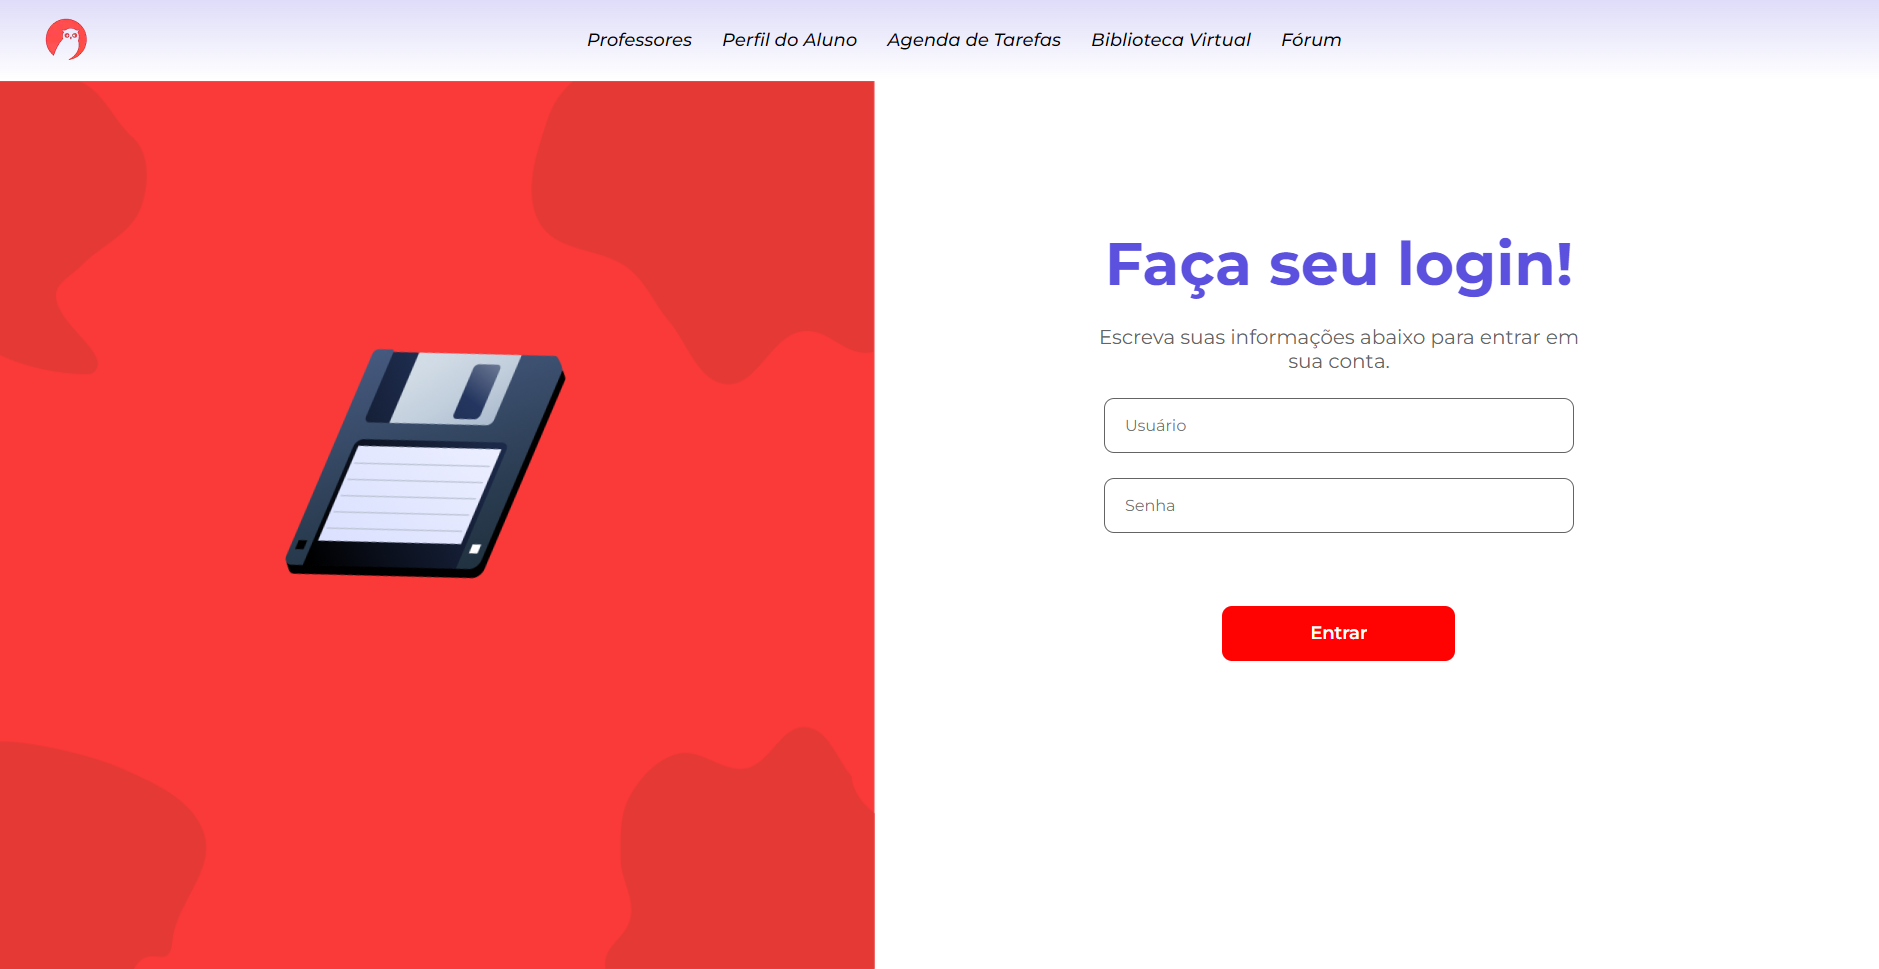 Professores Perfil do Aluno Agenda de Tarefas Biblioteca Virtual Fórum
Faça seu login!
Escreva suas informações abaixo para entrar em
sua conta.
Usuário
Senha
Entrar